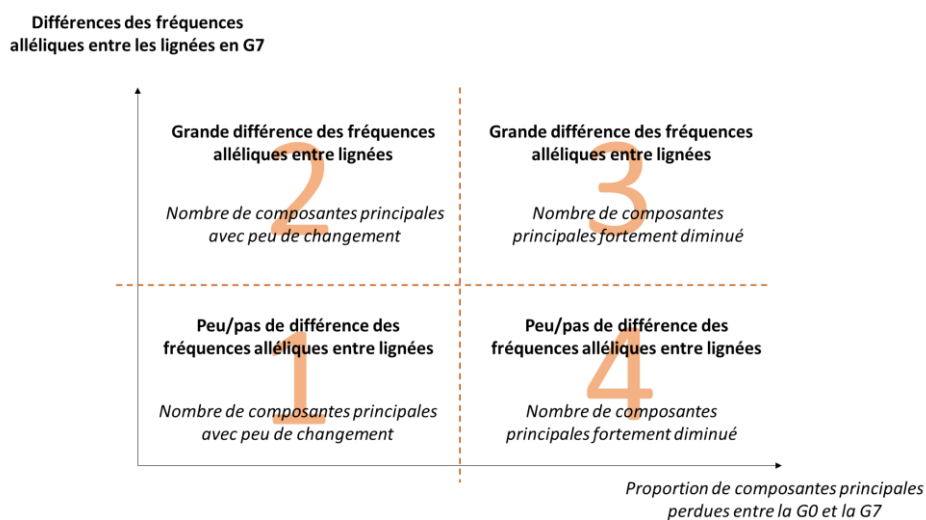 Différences des fréquences
alléliques entre les lignées en G7
Grande différence des fréquences
alléliques entre lignées
2
Nombre de composantes principales
avec peu de changement
Grande différence des fréquences
alléliques entre lignées
3
Nombre de composantes
principales fortement diminué
Peu/pas de différence des
fréquences alléliques entre lignées
1
Nombre de composantes principales
avec peu de changement
Peu/pas de différence des
fréquences alléliques entre lignées
4
Nombre de composantes
principales fortement diminué
Proportion de composantes principales
perdues entre la G0 et la G7